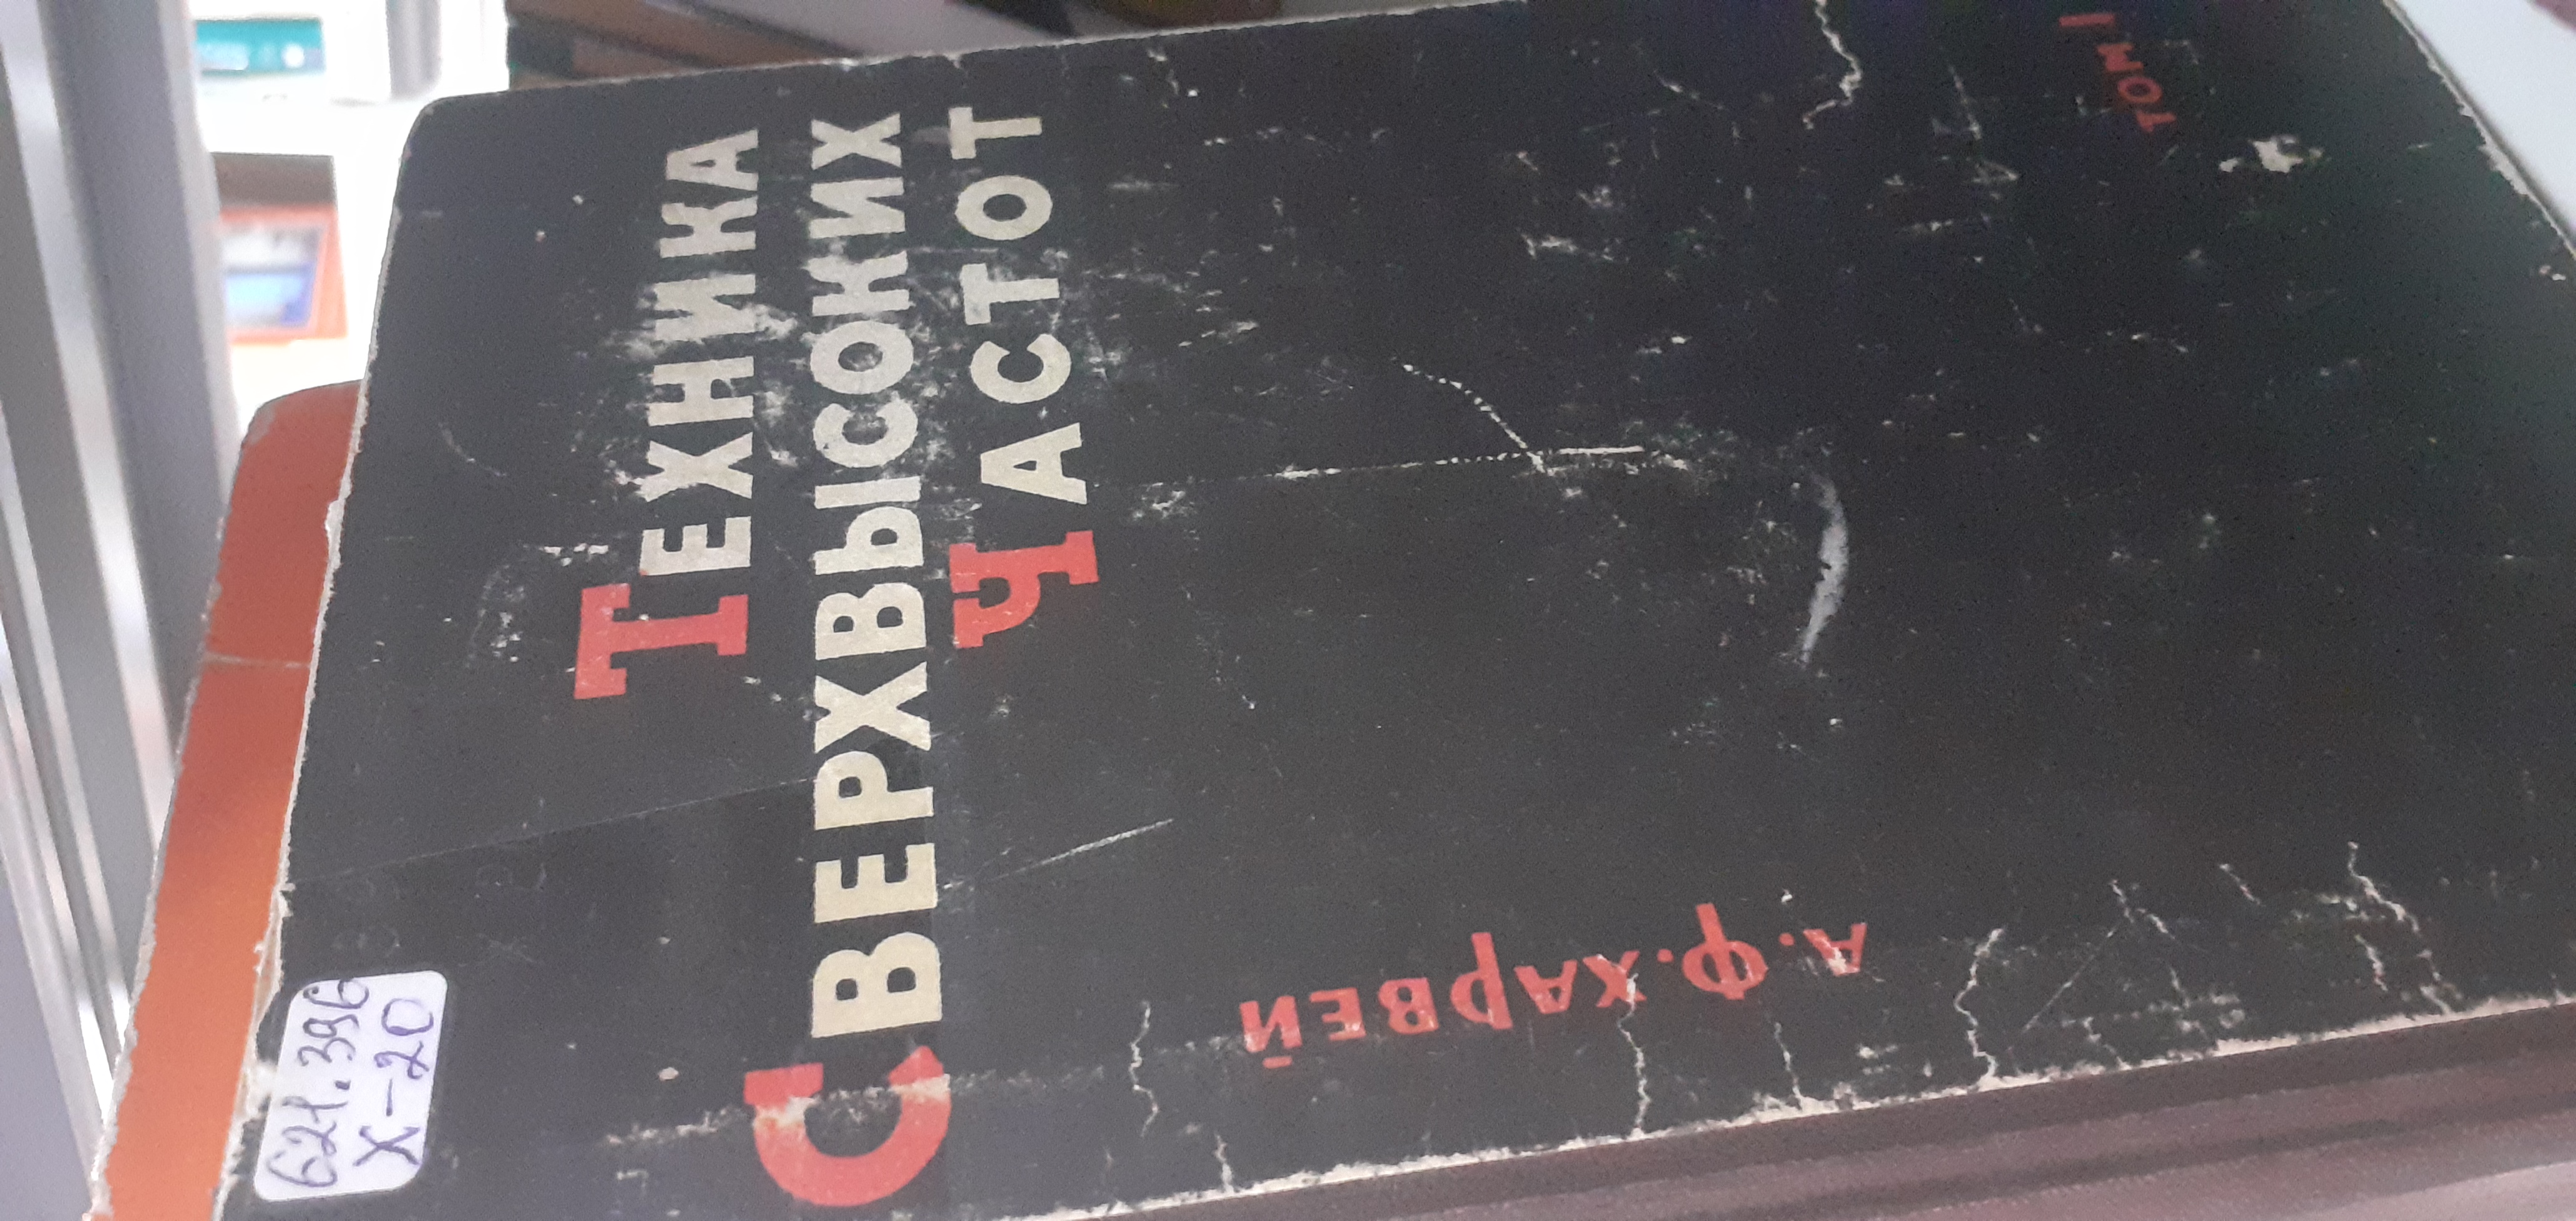 Техника
Сверхвысоких
Частот
А.Ф.ХАРВЕЙ
ТОМ I
621.396
Х-20